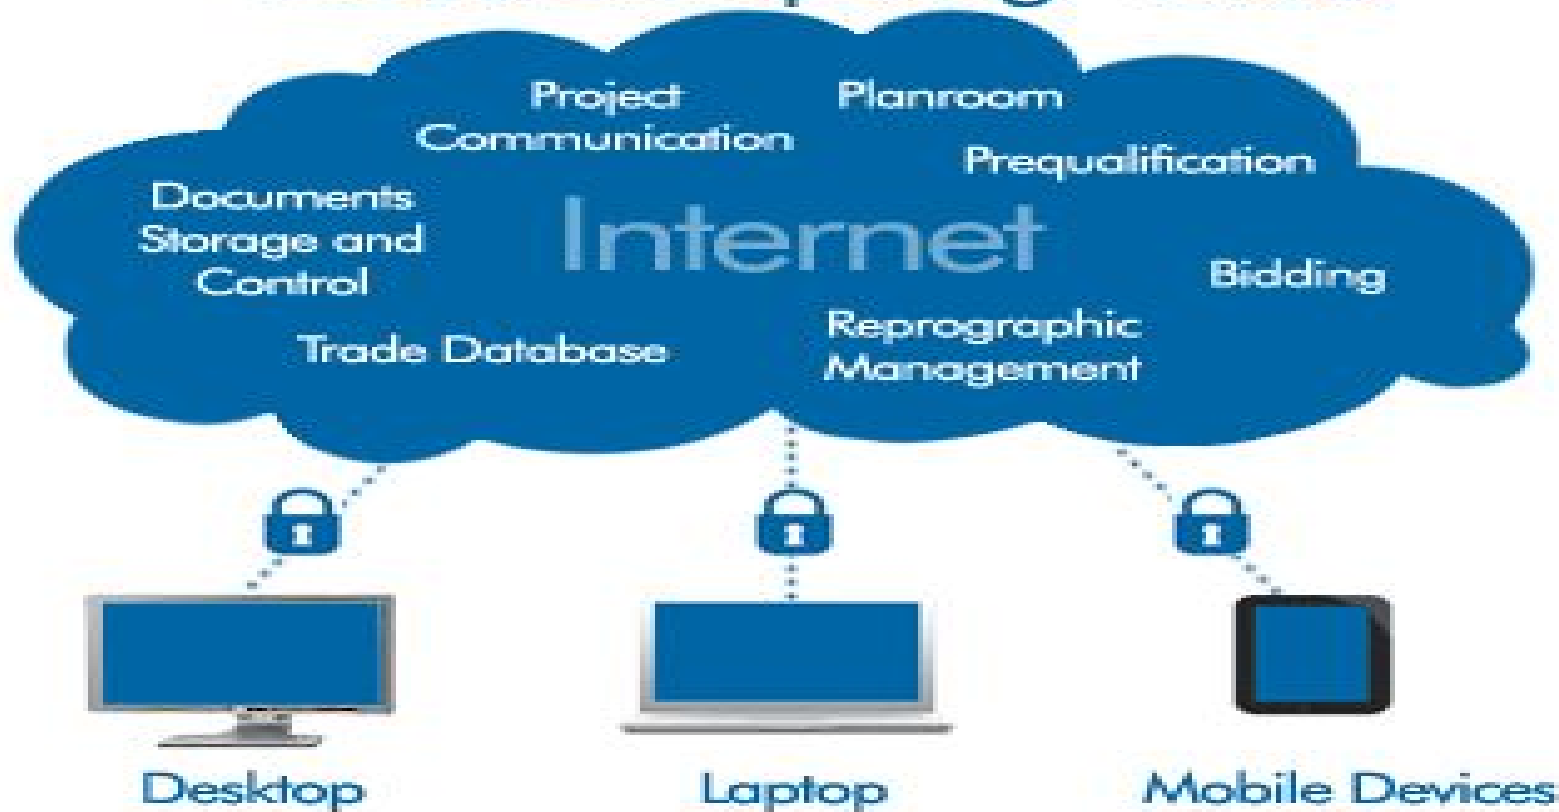 Project
Communication
Planroom
Prequalification
Documents
Storage and
Control
Internet
Bidding
Trade Database
Reprographic
Management
Desktop
Laptop
Mobile Devices